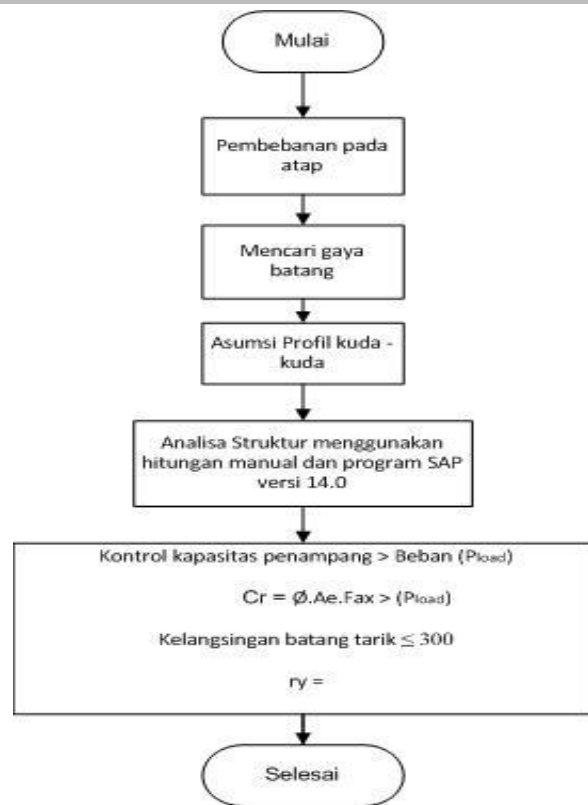 Mulai
Pembebanan pada
atap
Mencari gaya
batang
Asumsi Profil kuda -
kuda
Analisa Struktur menggunakan
hitungan manual dan program SAP
versi 14.0
Kontrol kapasitas penampang > Beban (Pload)
Cr = Ø.Ae.Fax > (Pload)
Kelangsingan batang tarik ≤ 300
ry =
Selesai